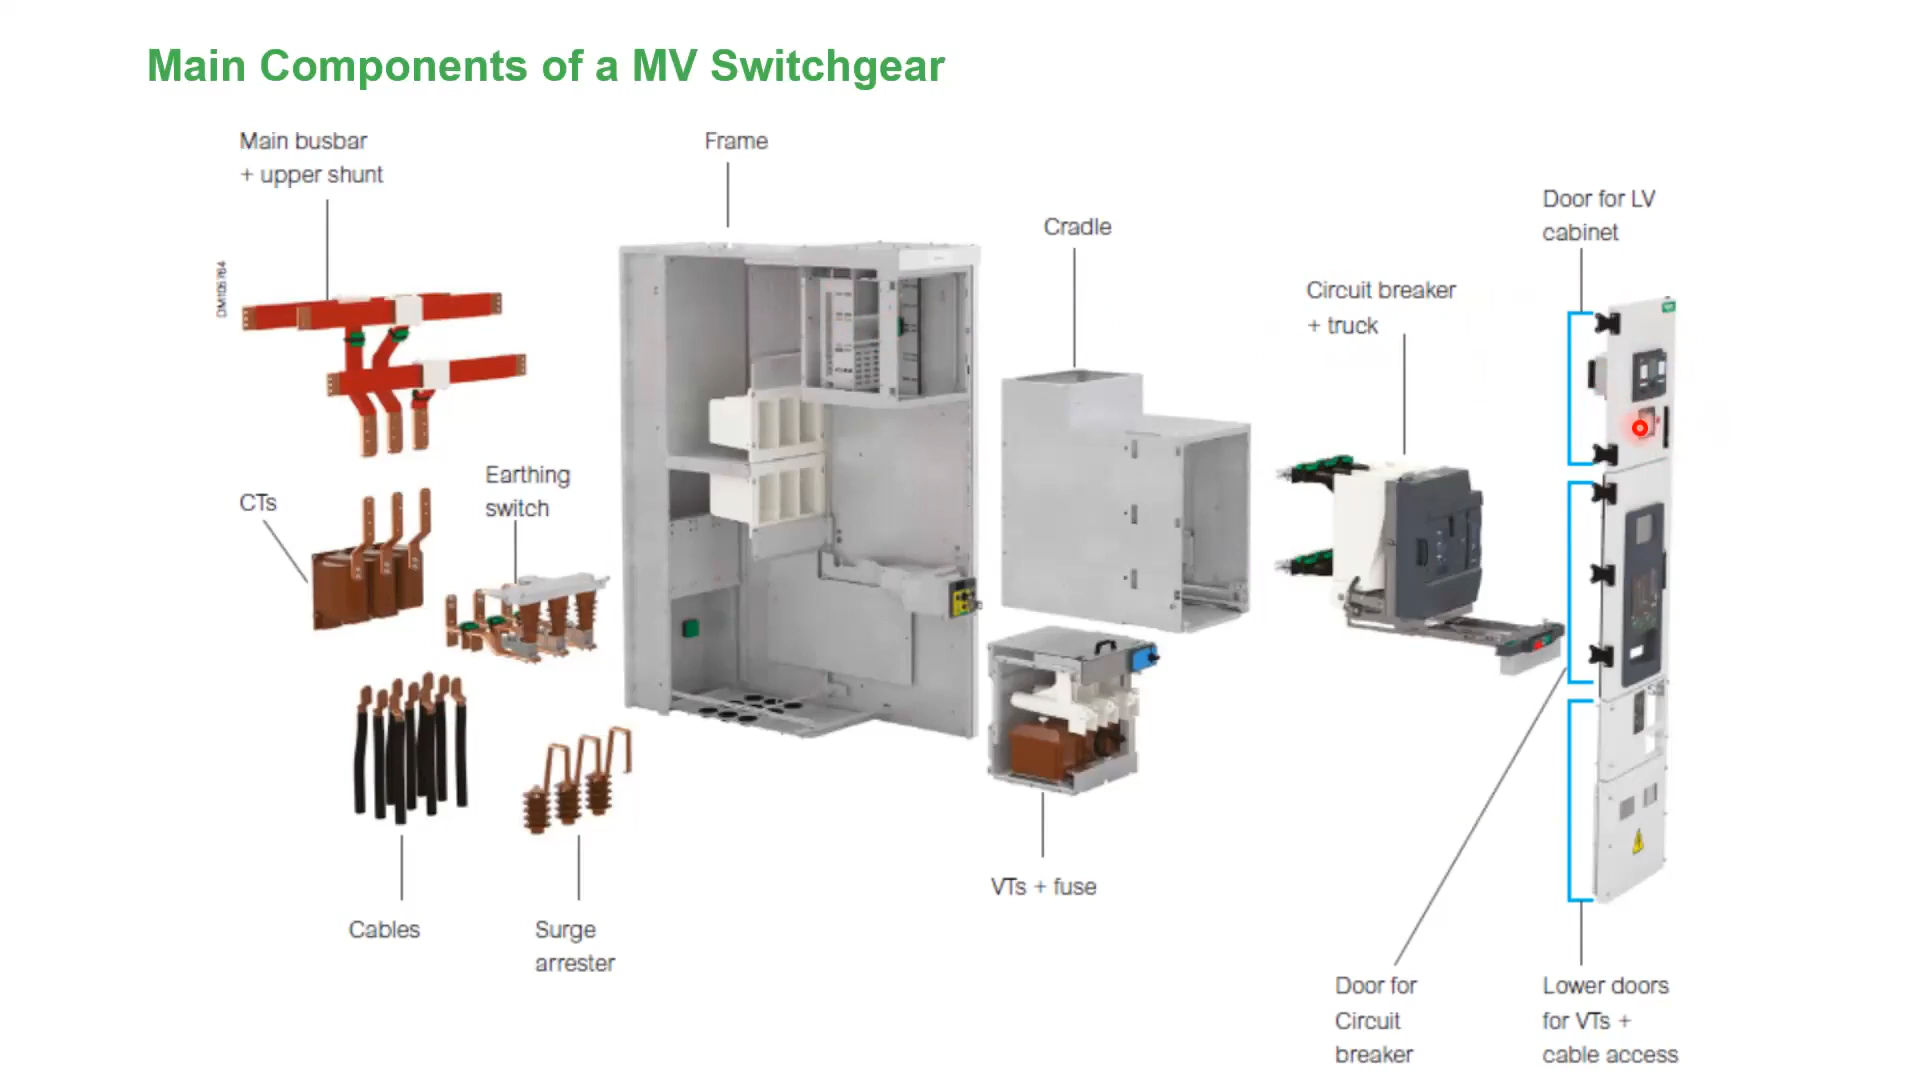 Main Components of a MV Switchgear
Main busbar
+ upper shunt
Frame
Cradle
Door for LV
cabinet
Circuit breaker
+ truck
DM105764
CTs
Earthing
switch
VTs + fuse
Cables
Surge
arrester
Door for
Circuit
breaker
Lower doors
for VTs +
cable access